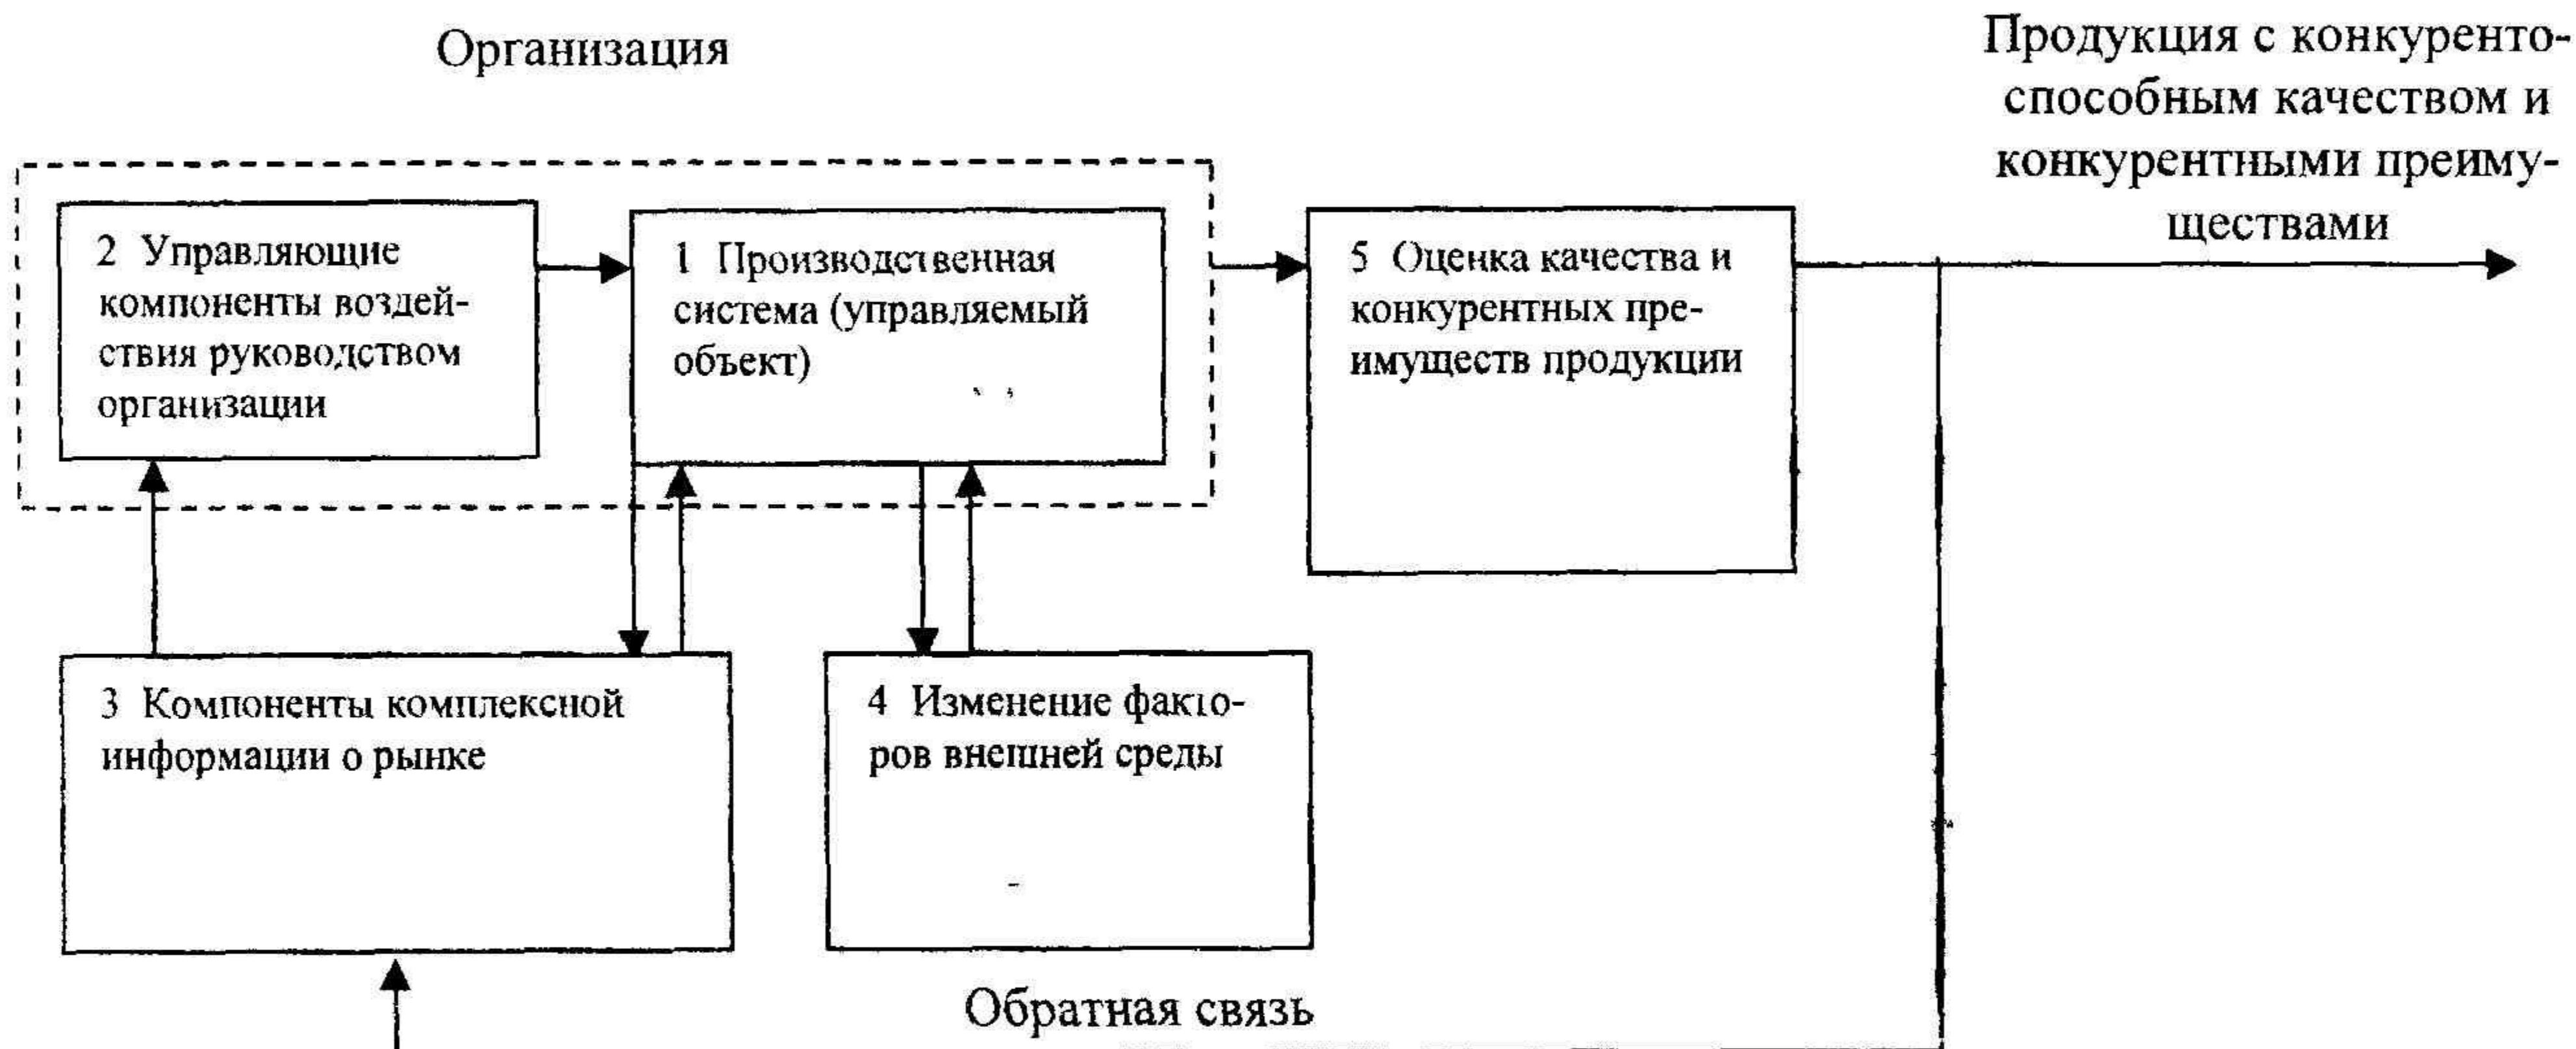 Организация
Продукция с конкуренто-
способным качеством и
конкурентными преиму-
ществами
2 Управляющие
компоненты воздей-
ствия руководством
организации
1 Производственная
система (управляемый
объект)
5 Оценка качества и
конкурентных пре-
имуществ продукции
3 Компоненты комплексной
информации о рынке
4 Изменение факто-
ров внешней среды
Обратная связь